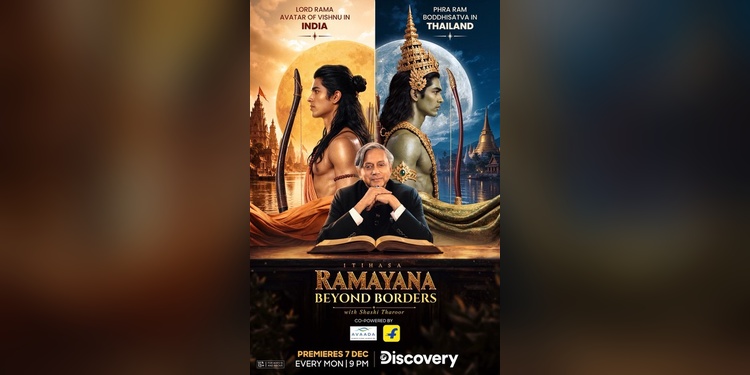 LORD RAMA
AVATAR OF VISHNU IN
INDIA
PHRA RAM
BODDHISATVA IN
THAILAND
ITIHASA
RAMAYANA
BEYOND BORDERS
with Shashi Tharoor
CO-POWERED BY
AVAADA
PREMIERES 7 DEC
EVERY MON | 9 PM
Discovery